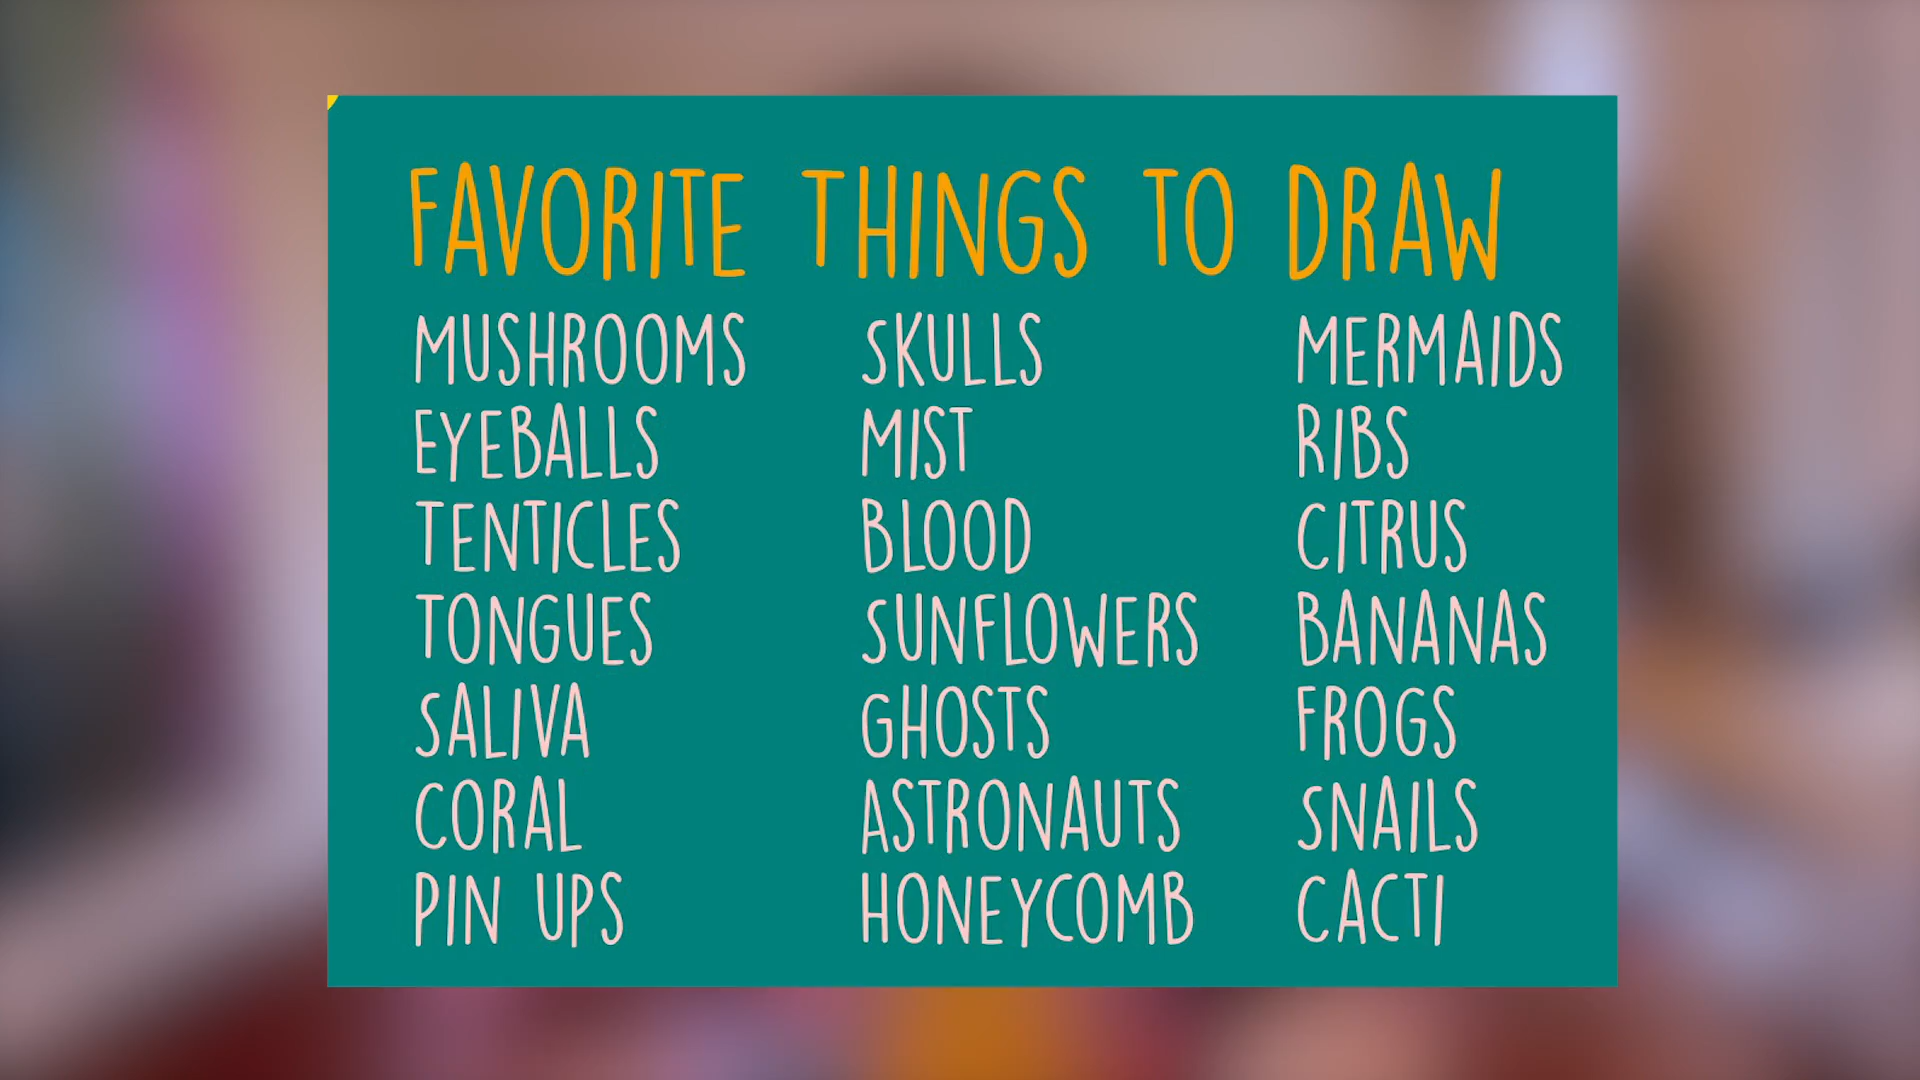 FAVORITE THINGS TO DRAW
MUSHROOMS
EYEBALLS
TENTICLES
TONGUES
SALIVA
CORAL
PIN UPS
SKULLS
MIST
BLOOD
SUNFLOWERS
GHOSTS
ASTRONAUTS
HONEYCOMB
MERMAIDS
RIBS
CITRUS
BANANAS
FROGS
SNAILS
CACTI